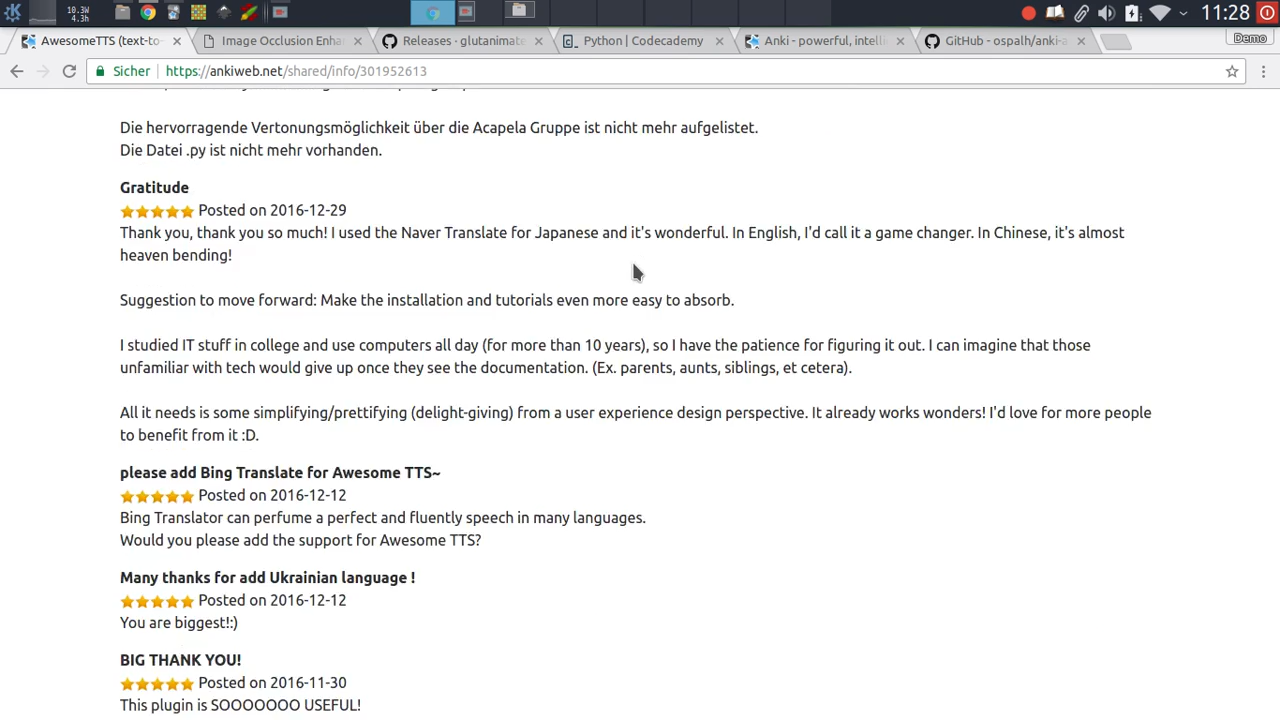 10.3W
4.3h
11:28
AwesomeTTS (text-to-
Image Occlusion Enha
Releases · glutanimate
Python | Codecademy
Anki - powerful, intelli
GitHub - ospalh/anki-a
Demo
Sicher
https://ankiweb.net/shared/info/301952613
Die hervorragende Vertonungsmöglichkeit über die Acapela Gruppe ist nicht mehr aufgelistet.
Die Datei .py ist nicht mehr vorhanden.
Gratitude
Posted on 2016-12-29
Thank you, thank you so much! I used the Naver Translate for Japanese and it's wonderful. In English, I'd call it a game changer. In Chinese, it's almost
heaven bending!
Suggestion to move forward: Make the installation and tutorials even more easy to absorb.
I studied IT stuff in college and use computers all day (for more than 10 years), so I have the patience for figuring it out. I can imagine that those
unfamiliar with tech would give up once they see the documentation. (Ex. parents, aunts, siblings, et cetera).
All it needs is some simplifying/prettifying (delight-giving) from a user experience design perspective. It already works wonders! I'd love for more people
to benefit from it :D.
please add Bing Translate for Awesome TTS~
Posted on 2016-12-12
Bing Translator can perfume a perfect and fluently speech in many languages.
Would you please add the support for Awesome TTS?
Many thanks for add Ukrainian language !
Posted on 2016-12-12
You are biggest!:)
BIG THANK YOU!
Posted on 2016-11-30
This plugin is SOOOOOOO USEFUL!